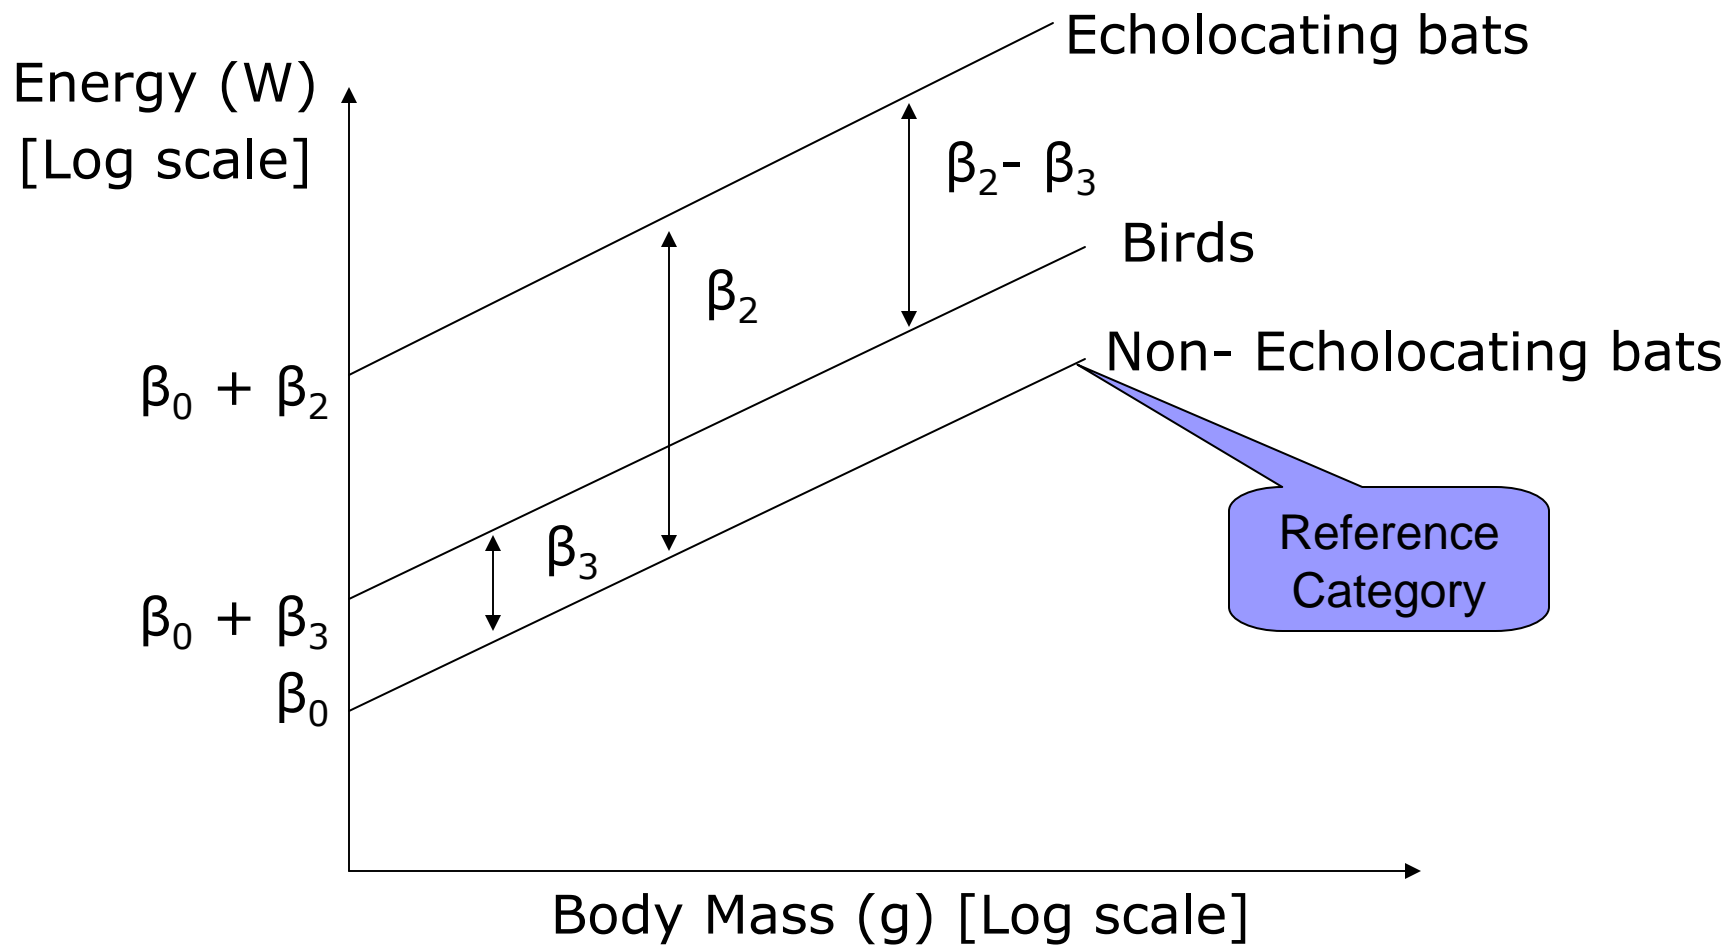 Echolocating bats
Energy (W)
[Log scale]
β₂- β₃
Birds
β₂
Non- Echolocating bats
β₀ + β₂
Reference
Category
β₃
β₀ + β₃
β₀
Body Mass (g) [Log scale]